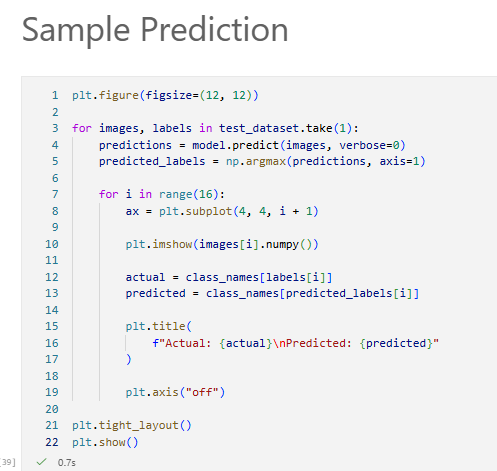 Sample Prediction
1 plt.figure(figsize=(12, 12))
2
3 for images, labels in test_dataset.take(1):
4     predictions = model.predict(images, verbose=0)
5     predicted_labels = np.argmax(predictions, axis=1)
6
7     for i in range(16):
8         ax = plt.subplot(4, 4, i + 1)
9
10         plt.imshow(images[i].numpy())
11
12         actual = class_names[labels[i]]
13         predicted = class_names[predicted_labels[i]]
14
15         plt.title(
16             f"Actual: {actual}\nPredicted: {predicted}"
17         )
18
19         plt.axis("off")
20
21 plt.tight_layout()
22 plt.show()
39] ✓ 0.7s